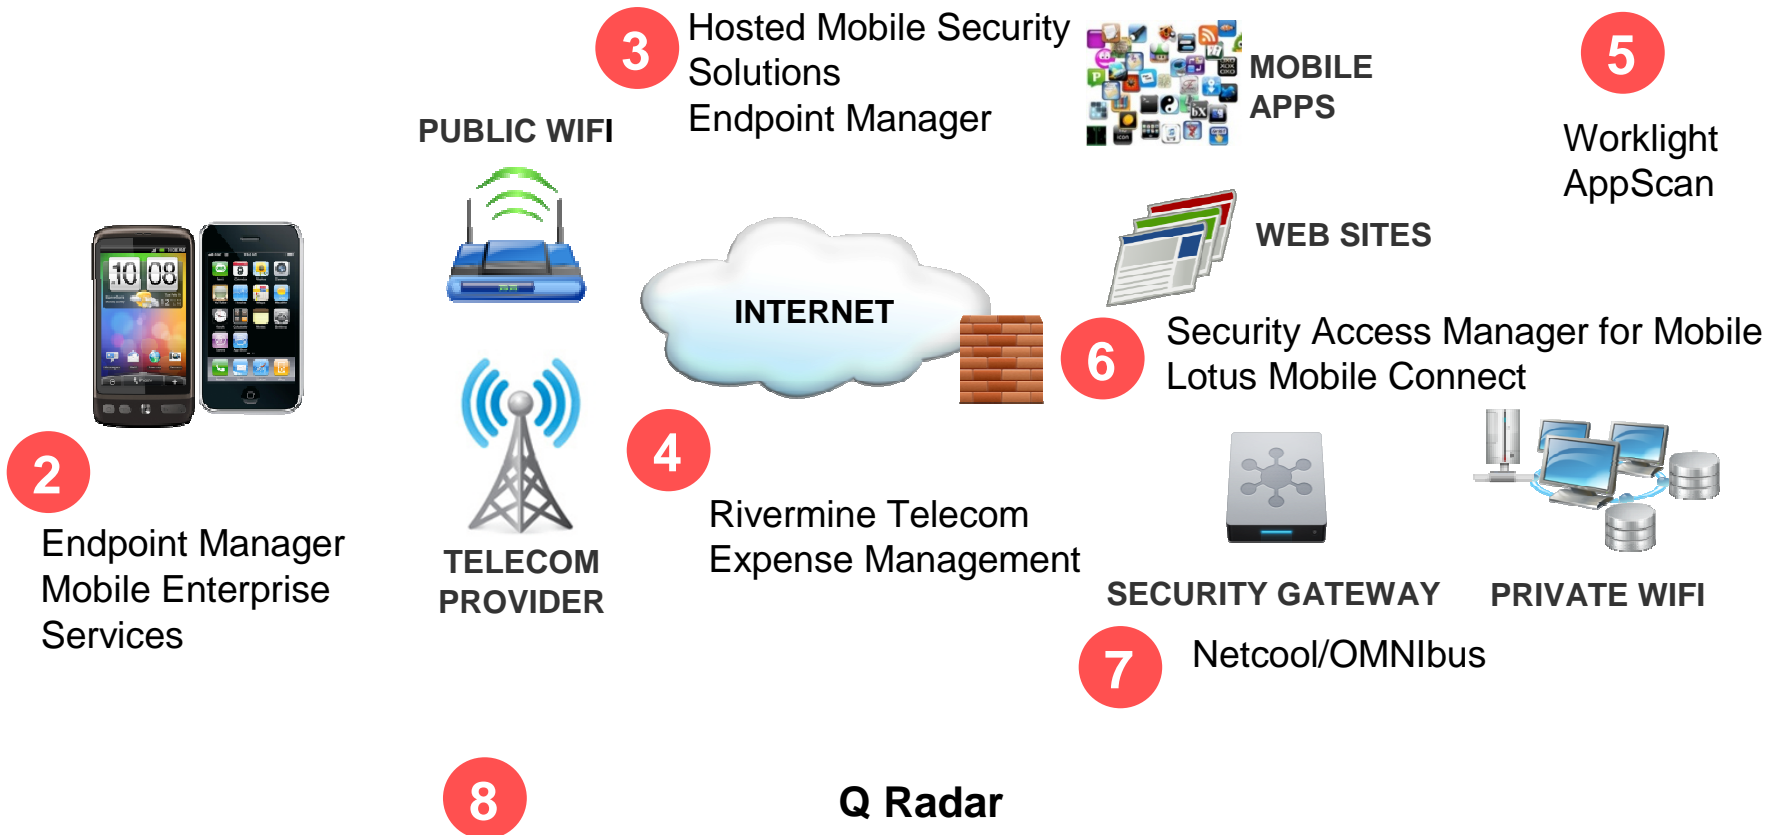 3
Hosted Mobile Security
Solutions
Endpoint Manager
MOBILE
APPS
5
Worklight
AppScan
PUBLIC WIFI
10 08
WEB SITES
INTERNET
6
Security Access Manager for Mobile
Lotus Mobile Connect
2
Endpoint Manager
Mobile Enterprise
Services
4
Rivermine Telecom
Expense Management
TELECOM
PROVIDER
SECURITY GATEWAY
PRIVATE WIFI
7
Netcool/OMNIbus
8
Q Radar